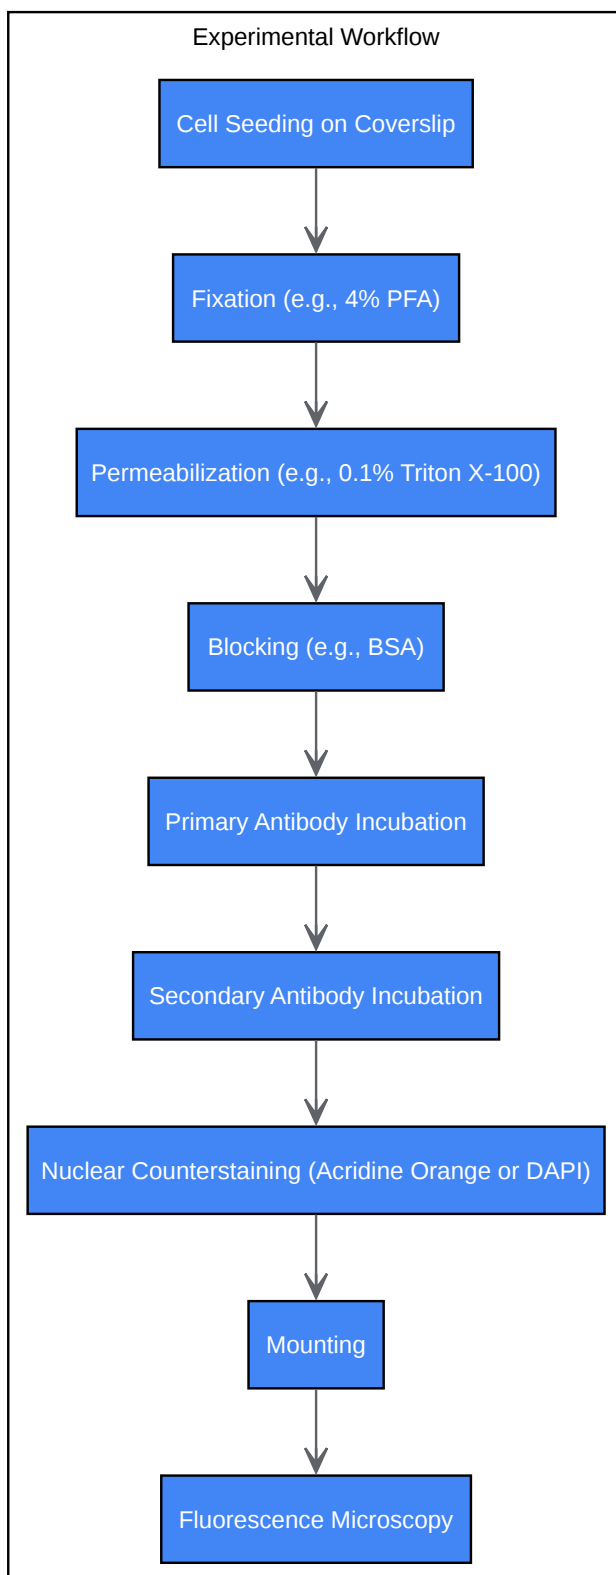 Experimental Workflow
Cell Seeding on Coverslip
Fixation (e.g., 4% PFA)
Permeabilization (e.g., 0.1% Triton X-100)
Blocking (e.g., BSA)
Primary Antibody Incubation
Secondary Antibody Incubation
Nuclear Counterstaining (Acridine Orange or DAPI)
Mounting
Fluorescence Microscopy